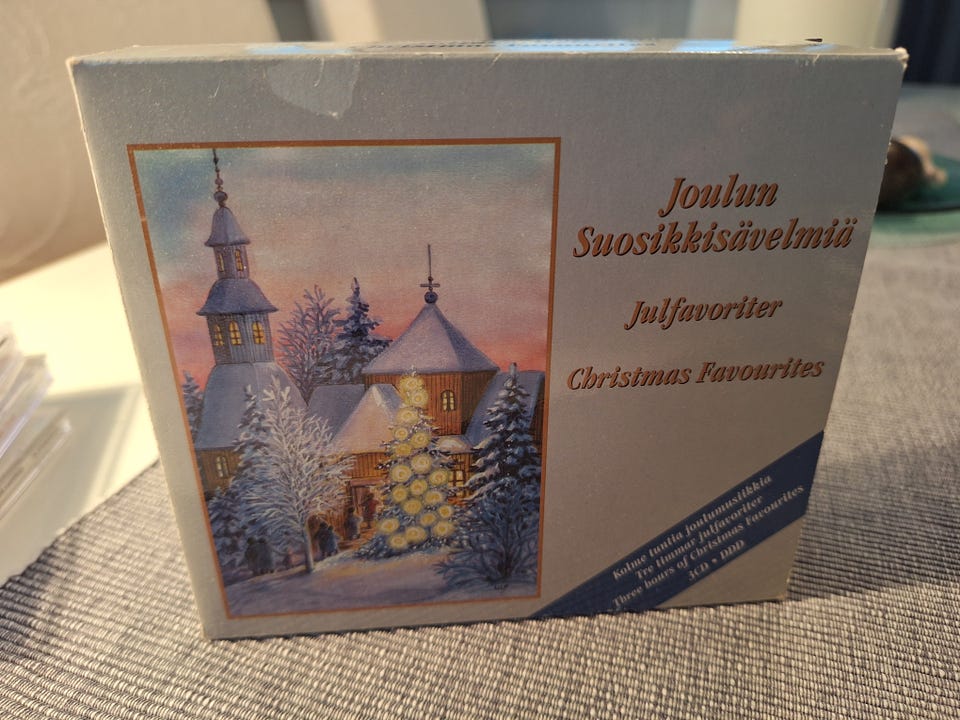 Joulun
Suosikkisävelmiä
Julfavoriter
Christmas Favourites
Kolme tuntia joulumusiikkia
Tre timmar Julfavoriter
Three hours of Christmas Favourites
3CD • DDD